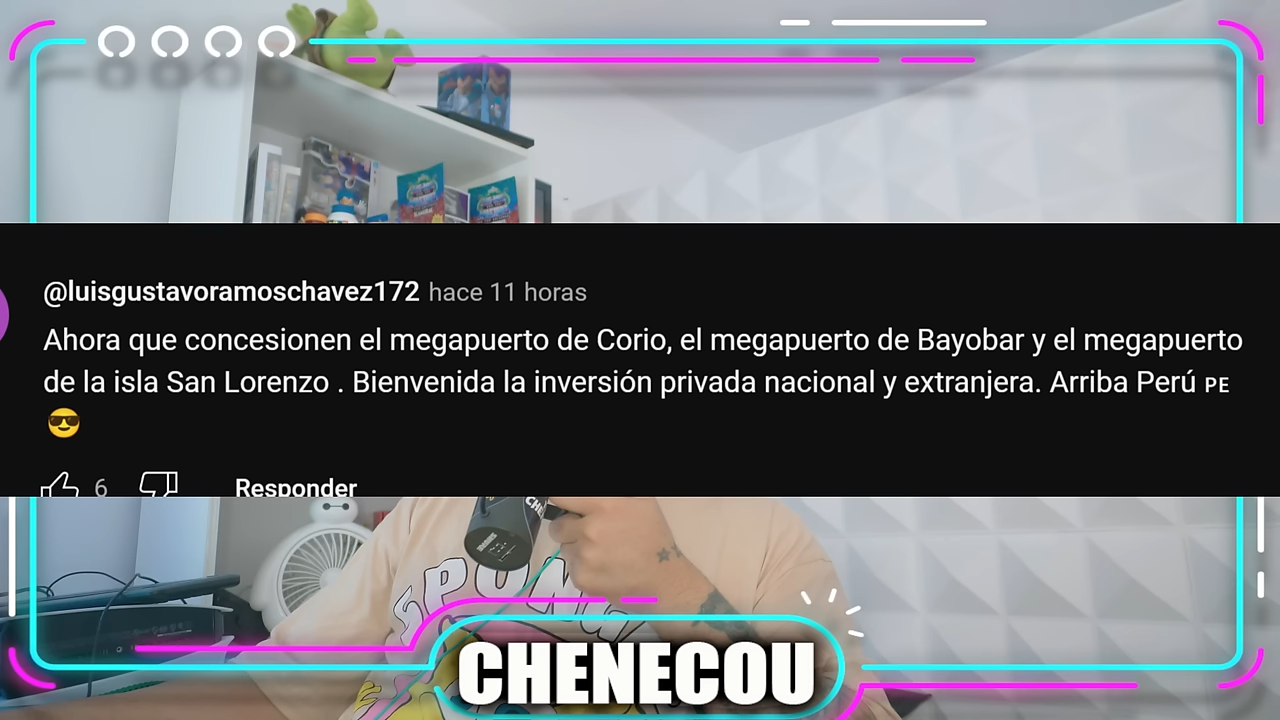 @luisgustavoramoschavez172 hace 11 horas
Ahora que concesionen el megapuerto de Corio, el megapuerto de Bayobar y el megapuerto
de la isla San Lorenzo . Bienvenida la inversión privada nacional y extranjera. Arriba Perú PE
😎
6 Responder
CHENECOU